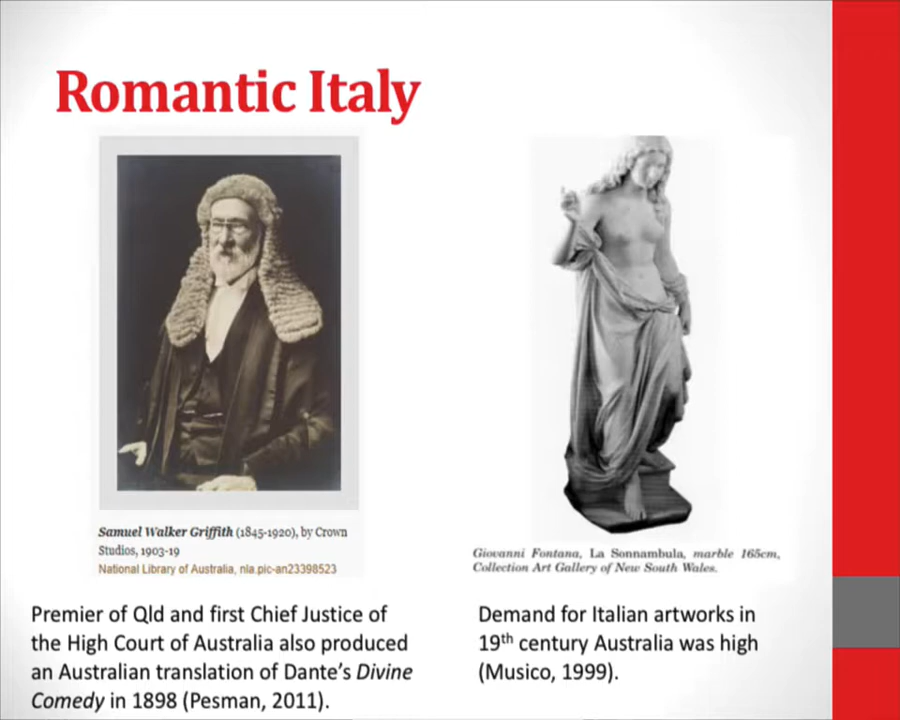 Romantic Italy
Samuel Walker Griffith (1845-1920), by Crown
Studios, 1903-19
National Library of Australia, nla.pic-an23398523
Giovanni Fontana, La Sonnambula, marble 165cm,
Collection Art Gallery of New South Wales.
Premier of Qld and first Chief Justice of
the High Court of Australia also produced
an Australian translation of Dante's Divine
Comedy in 1898 (Pesman, 2011).
Demand for Italian artworks in
19th century Australia was high
(Musico, 1999).